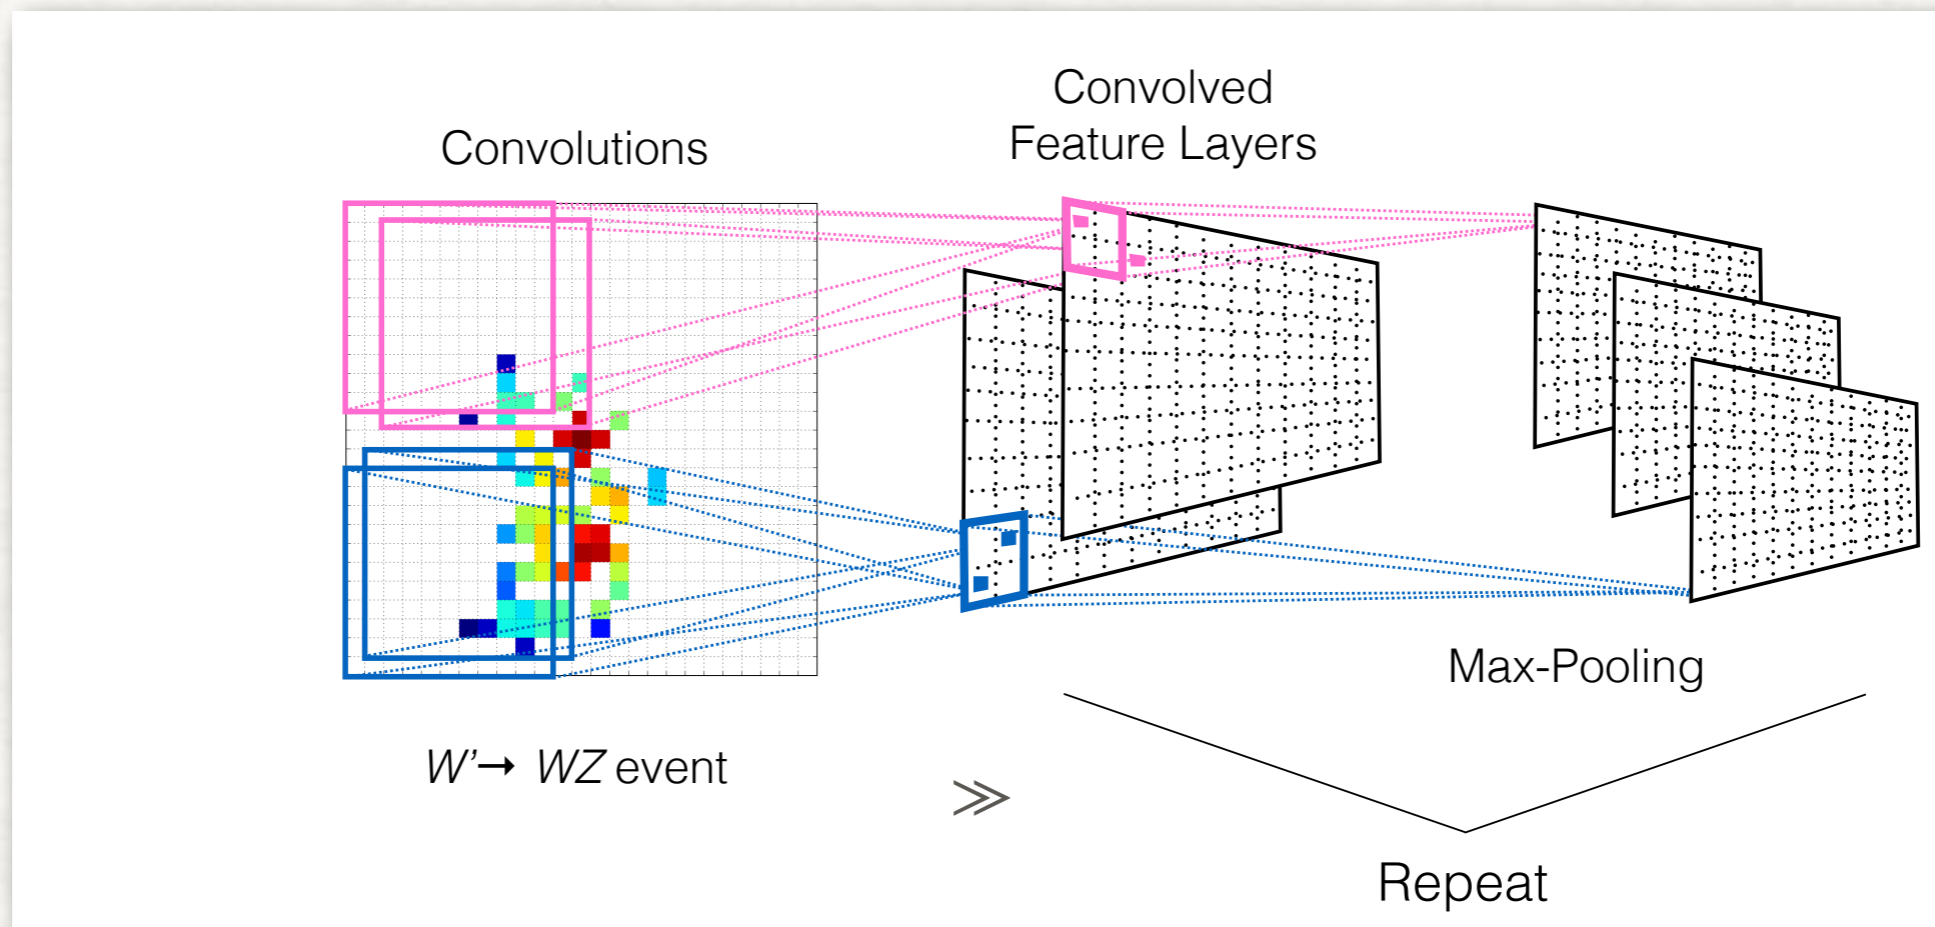 Convolutions
Convolved
Feature Layers
Max-Pooling
W’→ WZ event
≫
Repeat